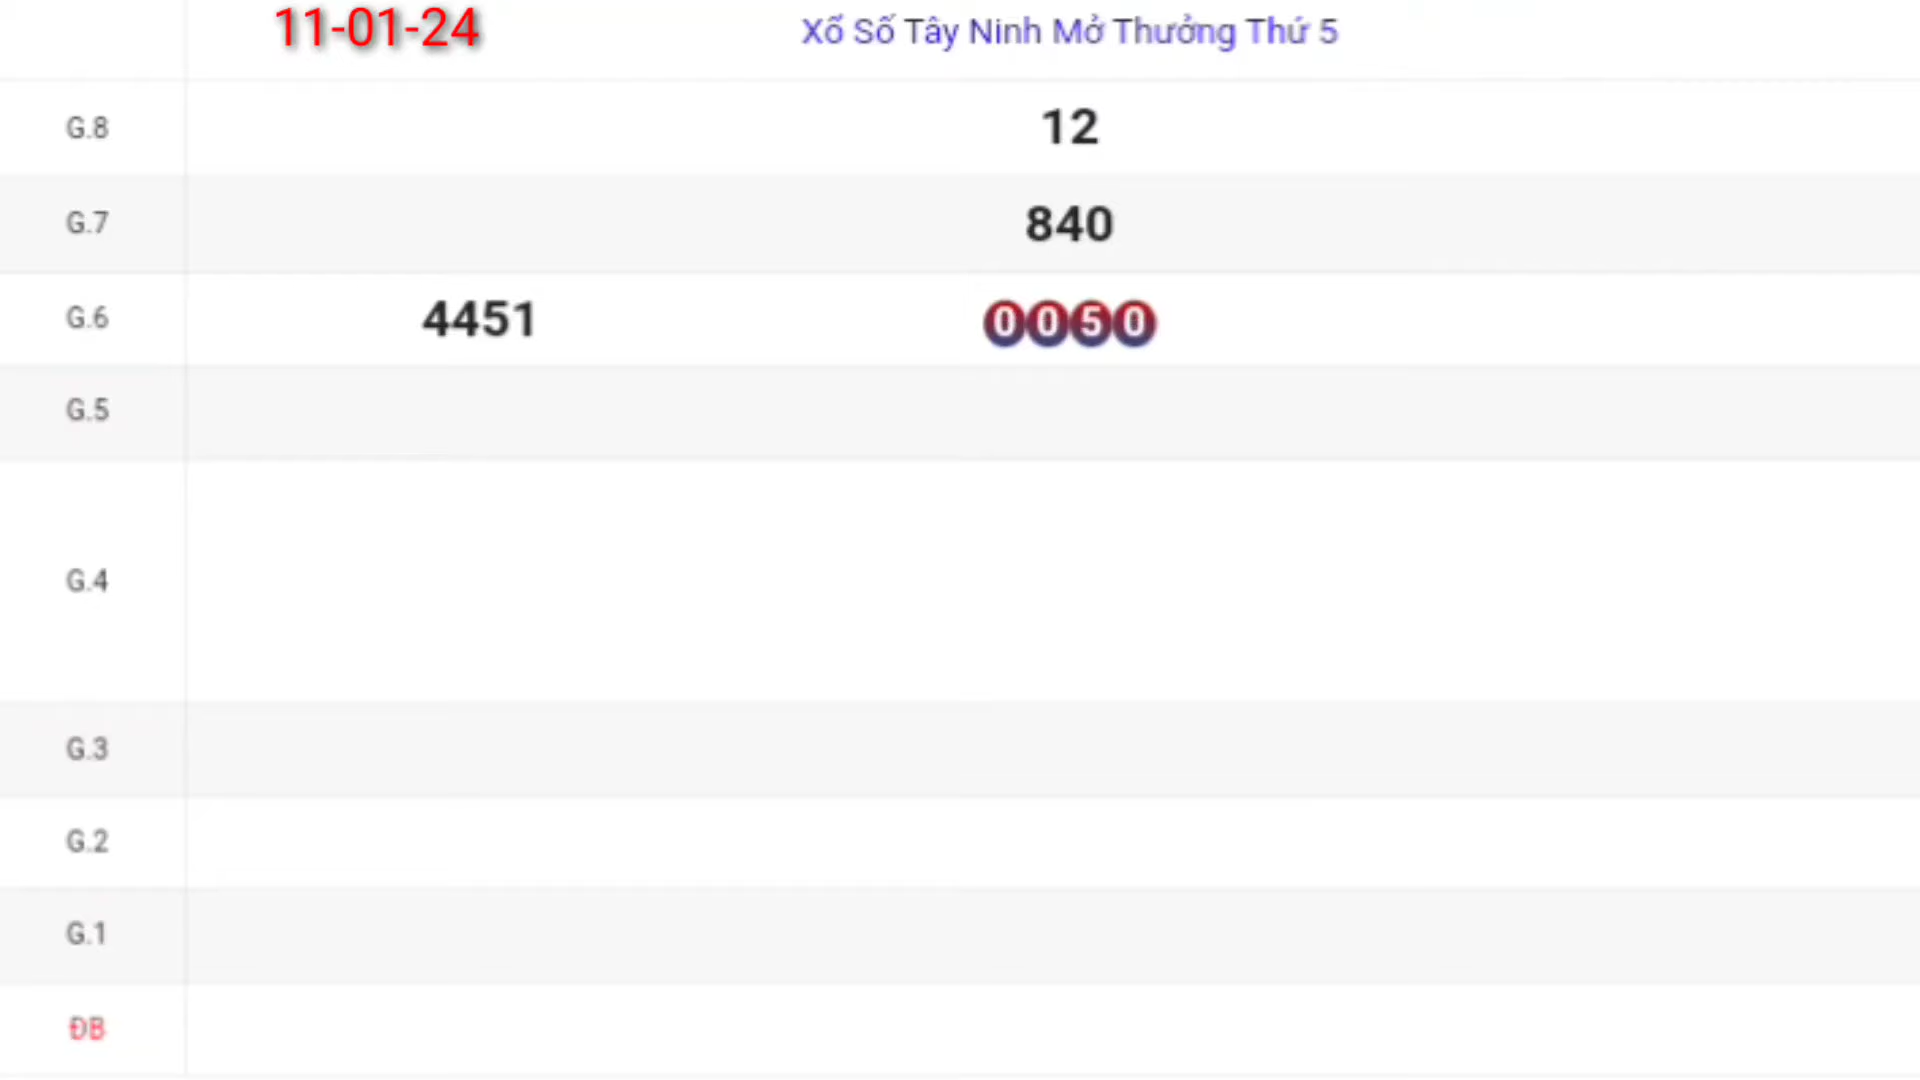 11-01-24 Xổ Số Tây Ninh Mở Thưởng Thứ 5
G.8 12
G.7 840
G.6 4451 0050
G.5
G.4
G.3
G.2
G.1
ĐB